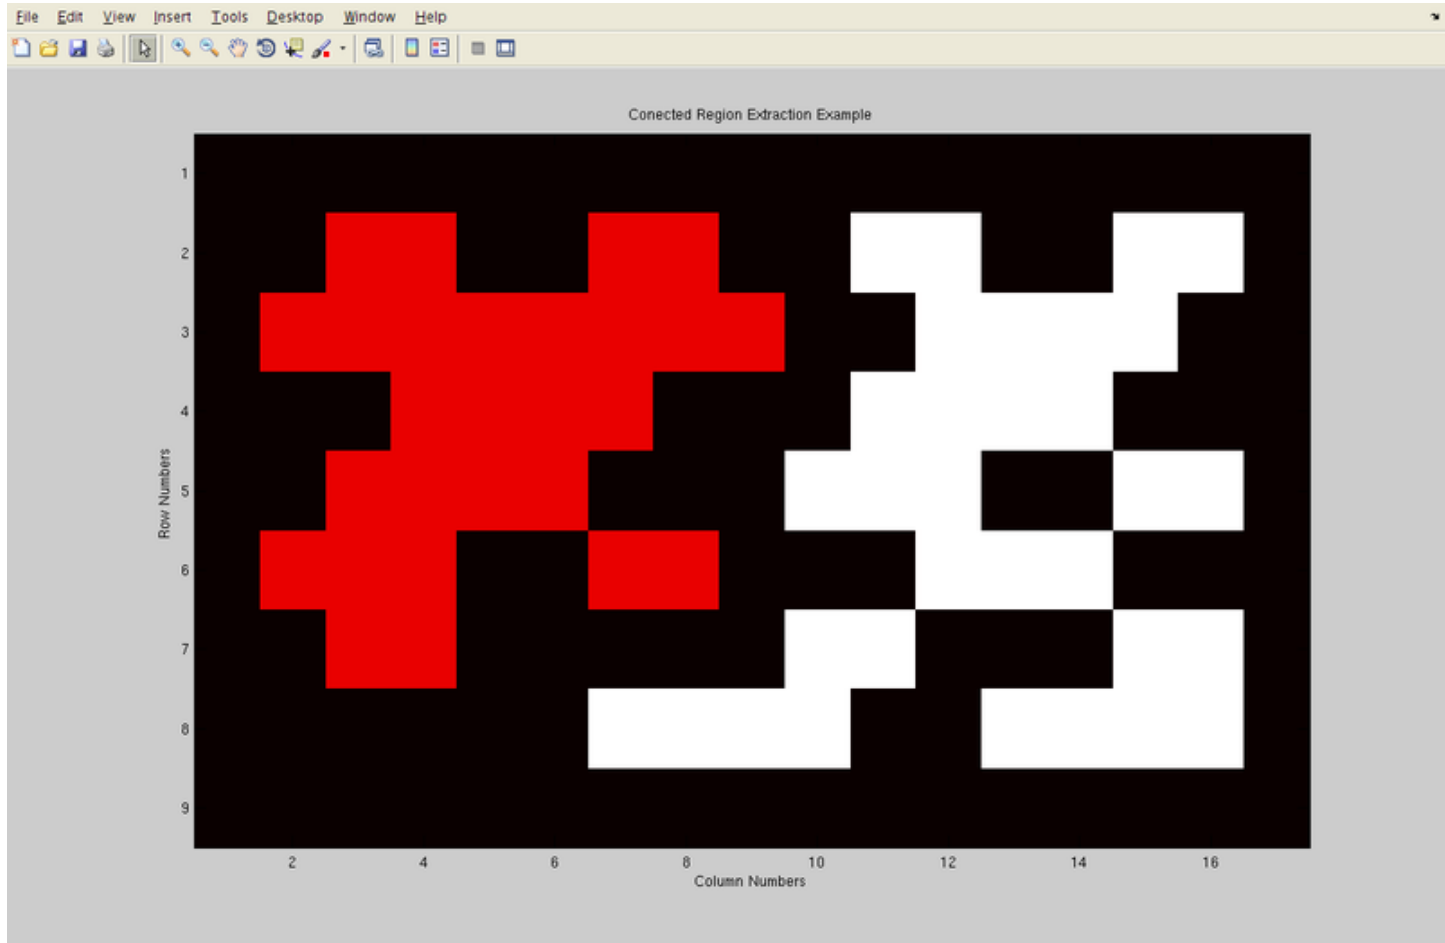 File Edit View Insert Tools Desktop Window Help
Conected Region Extraction Example
1
2
3
4
5
6
7
8
9
Row Numbers
2 4 6 8 10 12 14 16
Column Numbers